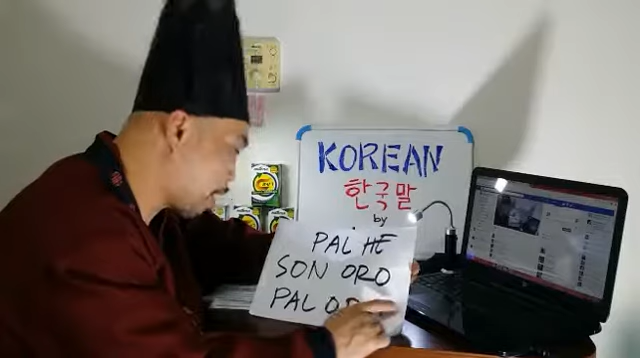 KOREAN
한국말
by
PAL HE
SON ORO
PAL